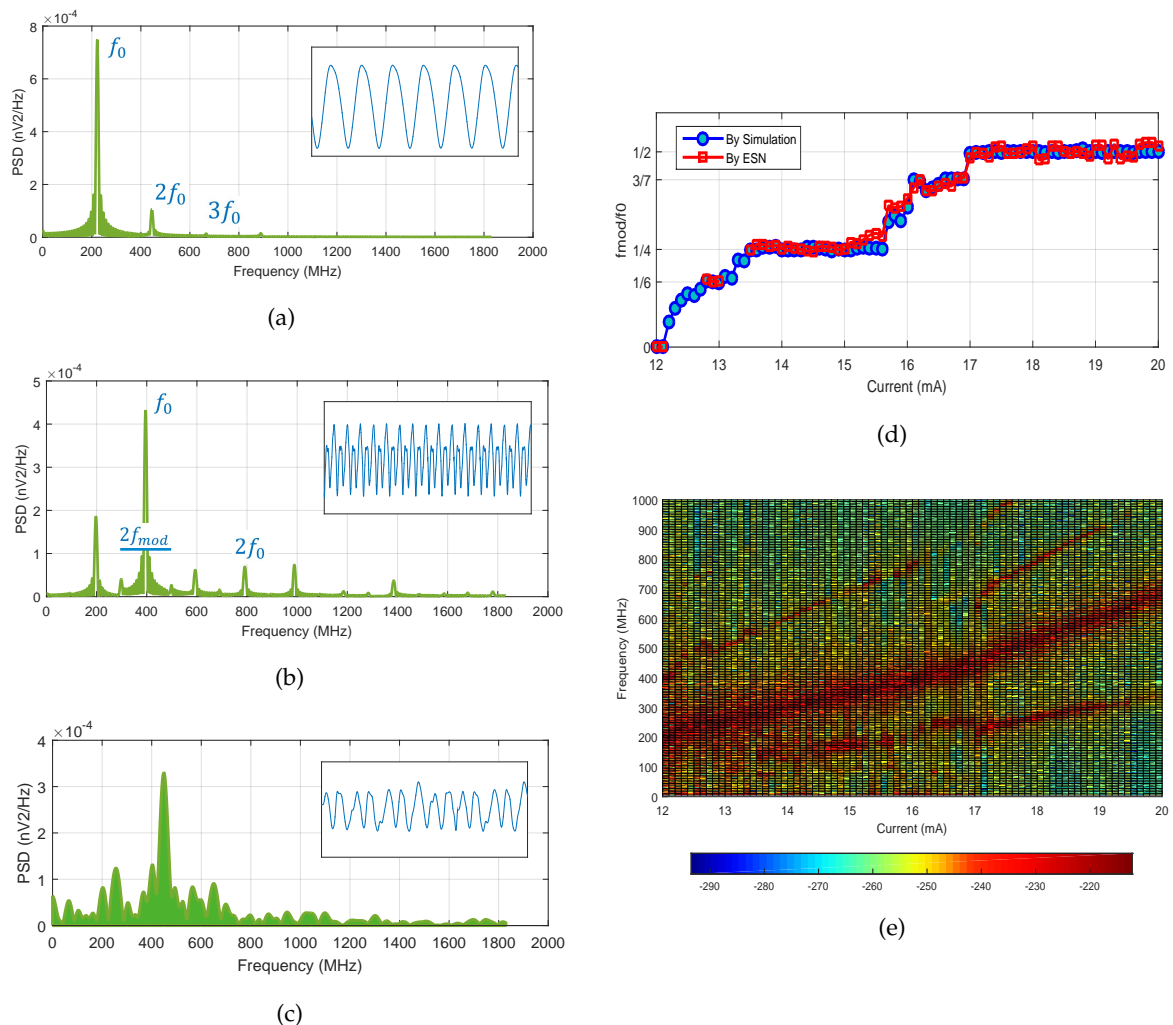 ×10⁻⁴
8
6
4
2
0
PSD (nV2/Hz)
f₀
2f₀
3f₀
0 200 400 600 800 1000 1200 1400 1600 1800 2000
Frequency (MHz)
(a)
×10⁻⁴
5
4
3
2
1
0
PSD (nV2/Hz)
f₀
2f_mod
2f₀
0 200 400 600 800 1000 1200 1400 1600 1800 2000
Frequency (MHz)
(b)
×10⁻⁴
4
3
2
1
0
PSD (nV2/Hz)
0 200 400 600 800 1000 1200 1400 1600 1800 2000
Frequency (MHz)
(c)
By Simulation
By ESN
1/2
3/7
1/4
1/6
0
fmod/f0
12 13 14 15 16 17 18 19 20
Current (mA)
(d)
1000
900
800
700
600
500
400
300
200
100
0
Frequency (MHz)
12 13 14 15 16 17 18 19 20
Current (mA)
-290 -280 -270 -260 -250 -240 -230 -220
(e)